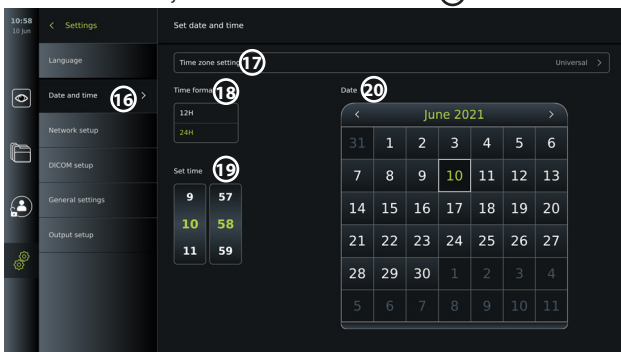 10:58
10 Jun
Settings
Set date and time
Language
Date and time
16
Network setup
DICOM setup
General settings
Output setup
Time zone setting
17
Universal
Time forma
18
12H
24H
Set time
19
9 57
10 58
11 59
Date
20
June 2021
31 1 2 3 4 5 6
7 8 9 10 11 12 13
14 15 16 17 18 19 20
21 22 23 24 25 26 27
28 29 30 1 2 3 4
5 6 7 8 9 10 11